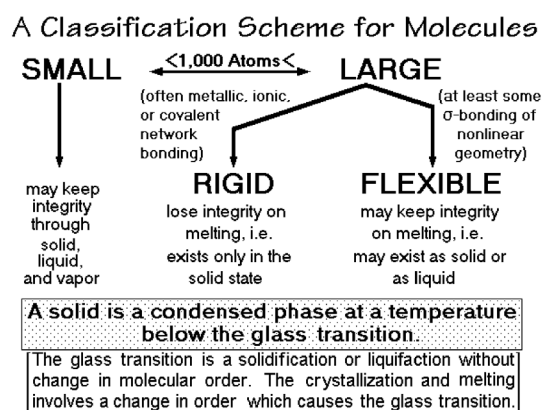 A Classification Scheme for Molecules
SMALL
<1,000 Atoms<
LARGE
(often metallic, ionic,
or covalent
network
bonding)
(at least some
σ-bonding of
nonlinear
geometry)
may keep
integrity
through
solid,
liquid,
and vapor
RIGID
lose integrity on
melting, i.e.
exists only in the
solid state
FLEXIBLE
may keep integrity
on melting, i.e.
may exist as solid or
as liquid
A solid is a condensed phase at a temperature
below the glass transition.
The glass transition is a solidification or liquifaction without
change in molecular order. The crystallization and melting
involves a change in order which causes the glass transition.